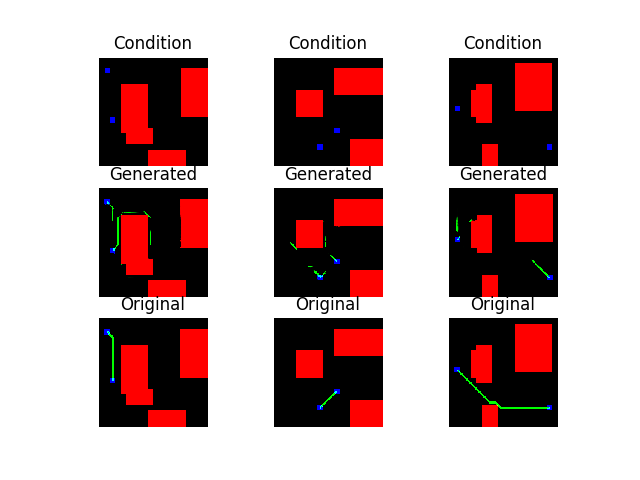 Condition Condition Condition
Generated Generated Generated
Original Original Original